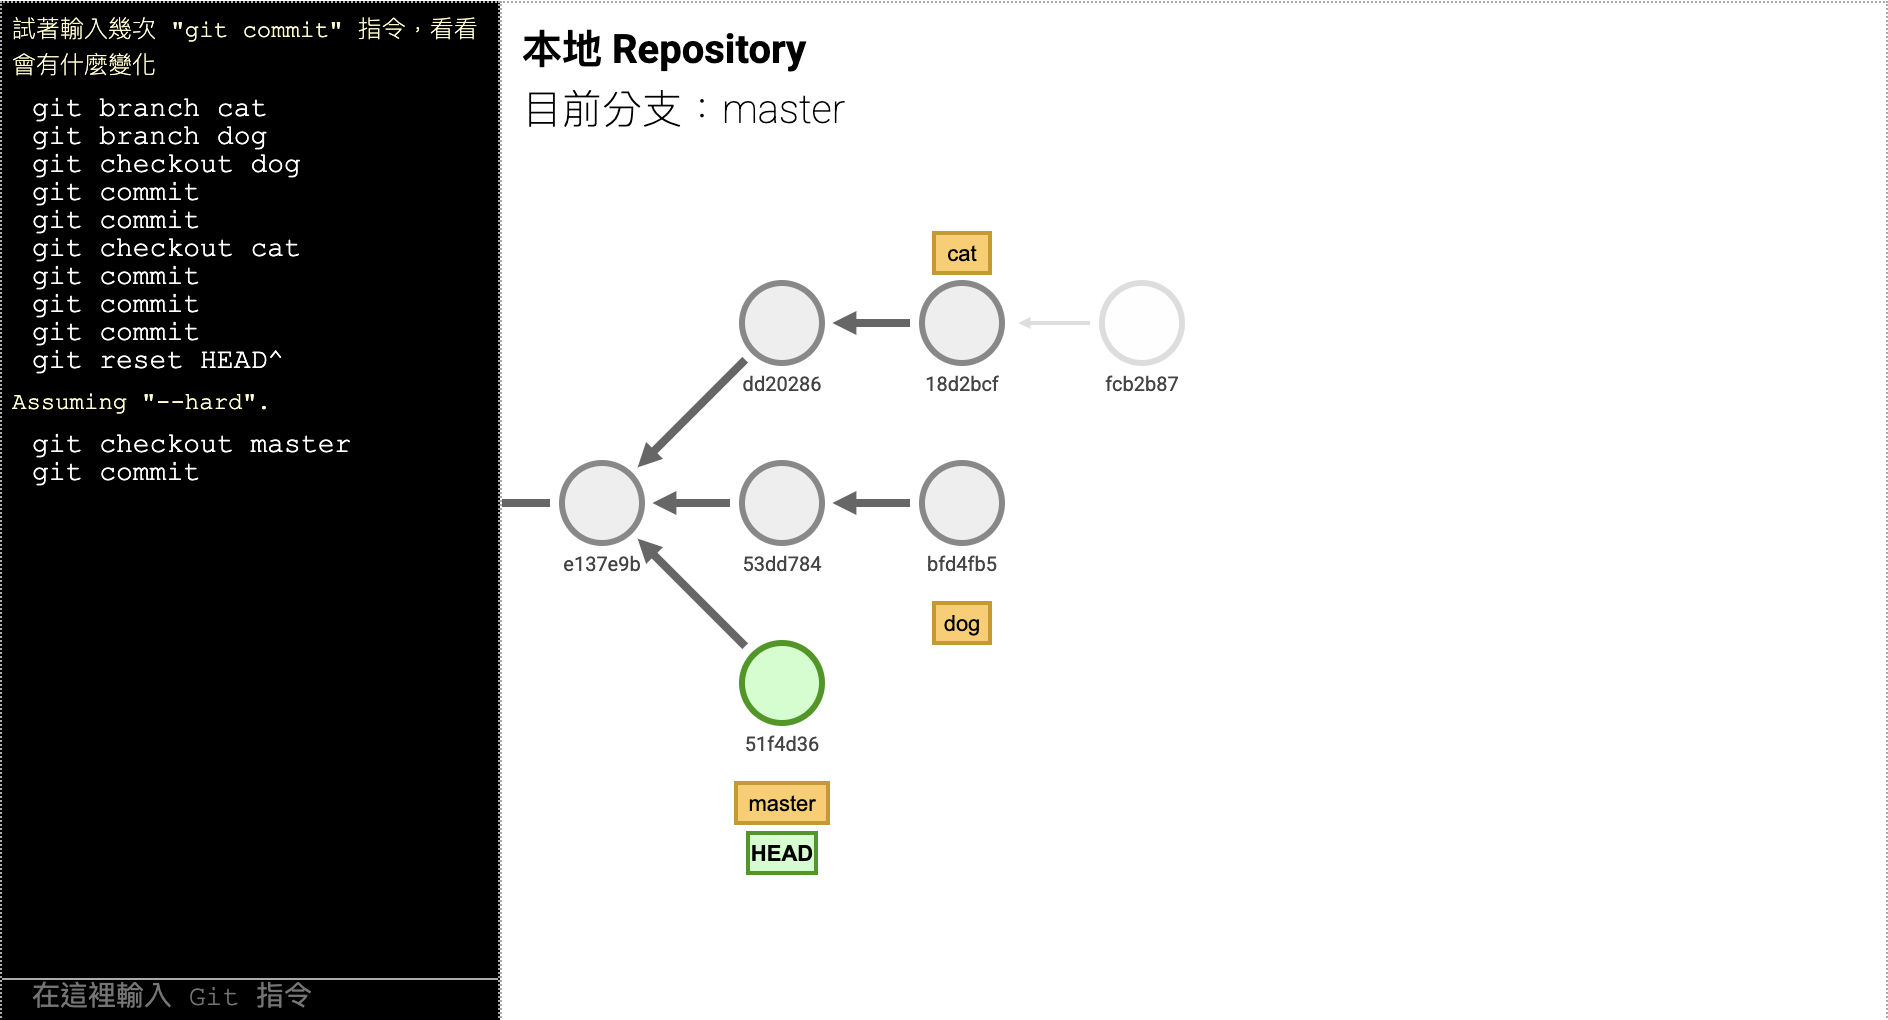 試著輸入幾次 "git commit" 指令，看看
會有什麼變化
git branch cat
git branch dog
git checkout dog
git commit
git commit
git checkout cat
git commit
git commit
git commit
git reset HEAD^
Assuming "--hard".
git checkout master
git commit
在這裡輸入 Git 指令
本地 Repository
目前分支：master
cat
dd20286
18d2bcf
fcb2b87
e137e9b
53dd784
bfd4fb5
dog
51f4d36
master
HEAD